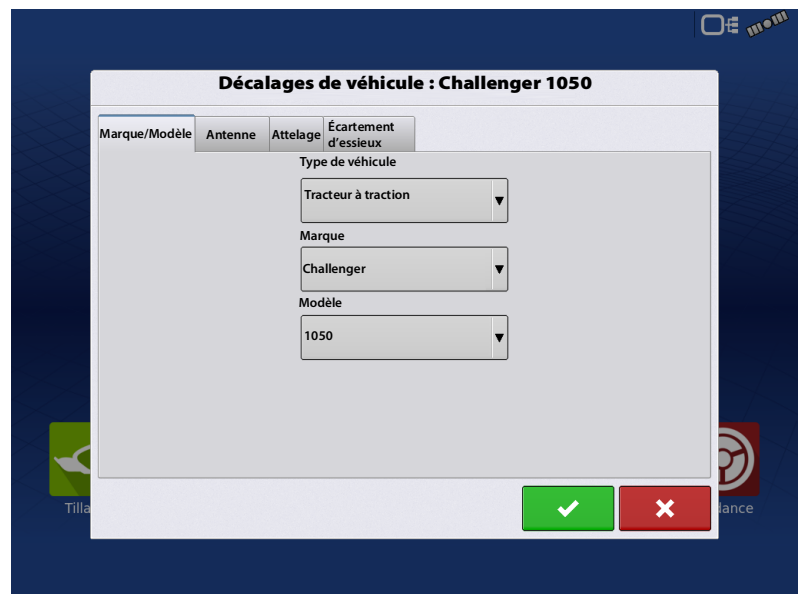 Décalages de véhicule : Challenger 1050
Marque/Modèle
Antenne
Attelage
Écartement
d'essieux
Type de véhicule
Tracteur à traction
Marque
Challenger
Modèle
1050
Tilla
dance